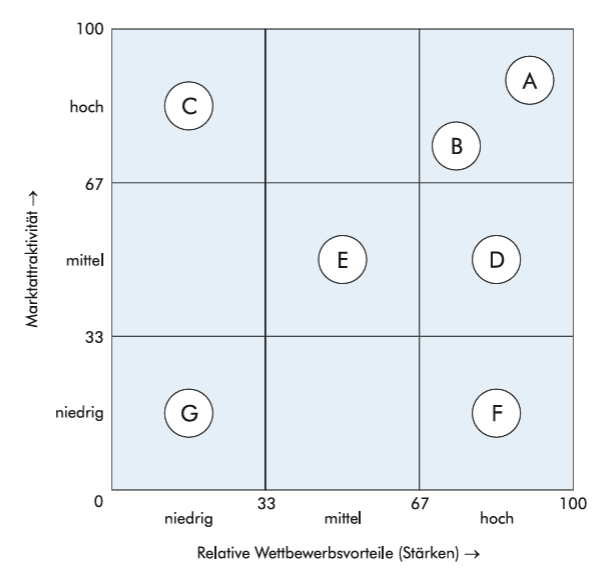 100
A
hoch
C
B
67
Marktattraktivität →
mittel
E
D
33
niedrig
G
F
0
33
67
100
niedrig
mittel
hoch
Relative Wettbewerbsvorteile (Stärken) →